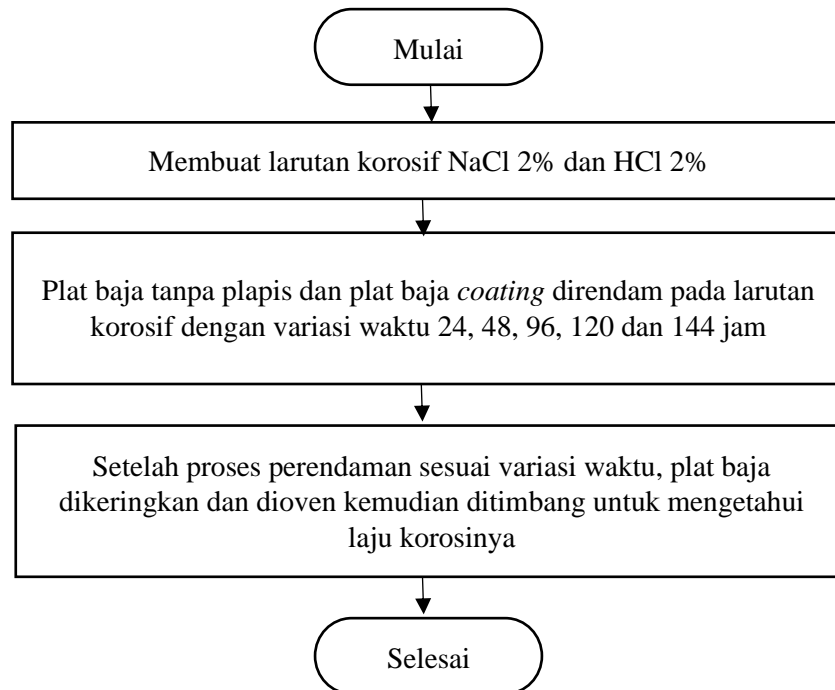 Mulai
Membuat larutan korosif NaCl 2% dan HCl 2%
Plat baja tanpa plapis dan plat baja coating direndam pada larutan
korosif dengan variasi waktu 24, 48, 96, 120 dan 144 jam
Setelah proses perendaman sesuai variasi waktu, plat baja
dikeringkan dan dioven kemudian ditimbang untuk mengetahui
laju korosinya
Selesai